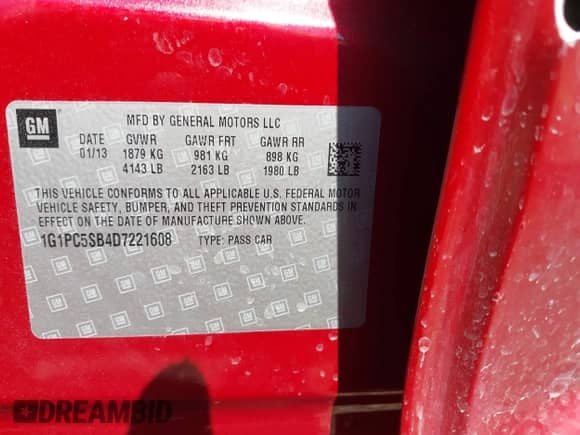 GM
MFD BY GENERAL MOTORS LLC
DATE GVWR GAWR FRT GAWR RR
01/13 1879 KG 981 KG 898 KG
4143 LB 2163 LB 1980 LB
THIS VEHICLE CONFORMS TO ALL APPLICABLE U.S. FEDERAL MOTOR
VEHICLE SAFETY, BUMPER, AND THEFT PREVENTION STANDARDS IN
EFFECT ON THE DATE OF MANUFACTURE SHOWN ABOVE.
1G1PC5SB4D7221608 TYPE: PASS CAR
DREAMBID